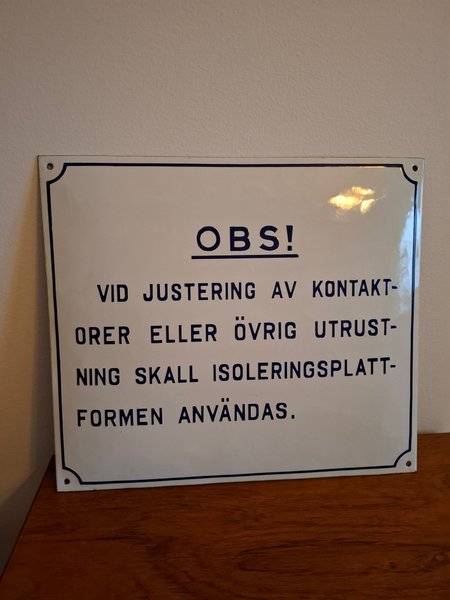 OBS!
VID JUSTERING AV KONTAKT-
ORER ELLER ÖVRIG UTRUST-
NING SKALL ISOLERINGSPLATT-
FORMEN ANVÄNDAS.